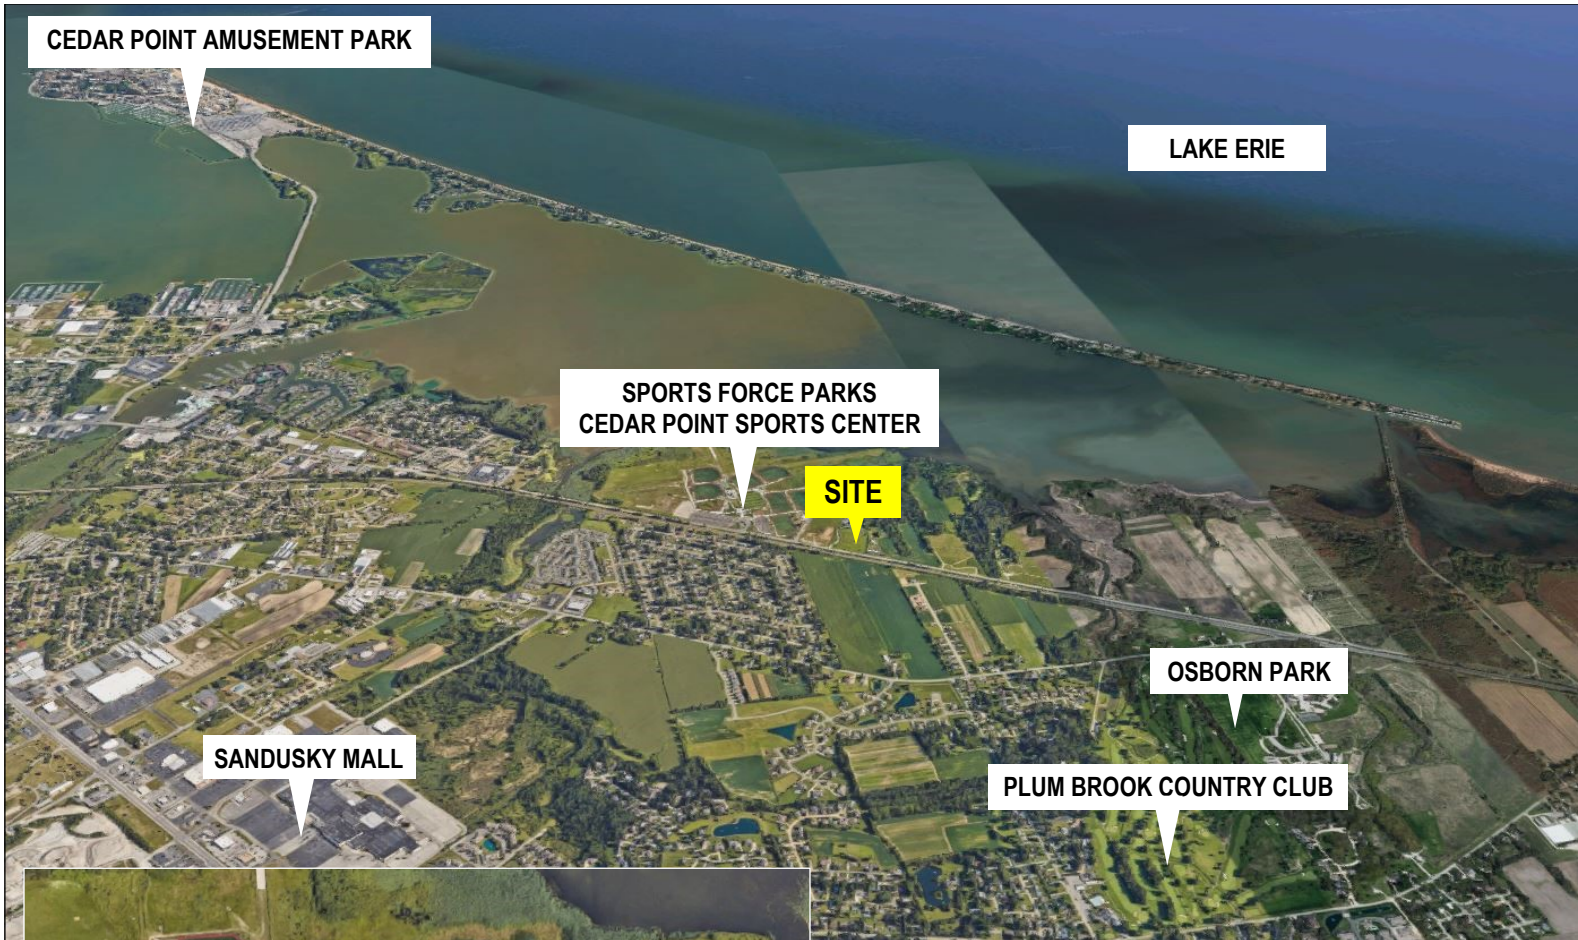 CEDAR POINT AMUSEMENT PARK
LAKE ERIE
SPORTS FORCE PARKS
CEDAR POINT SPORTS CENTER
SITE
OSBORN PARK
SANDUSKY MALL
PLUM BROOK COUNTRY CLUB